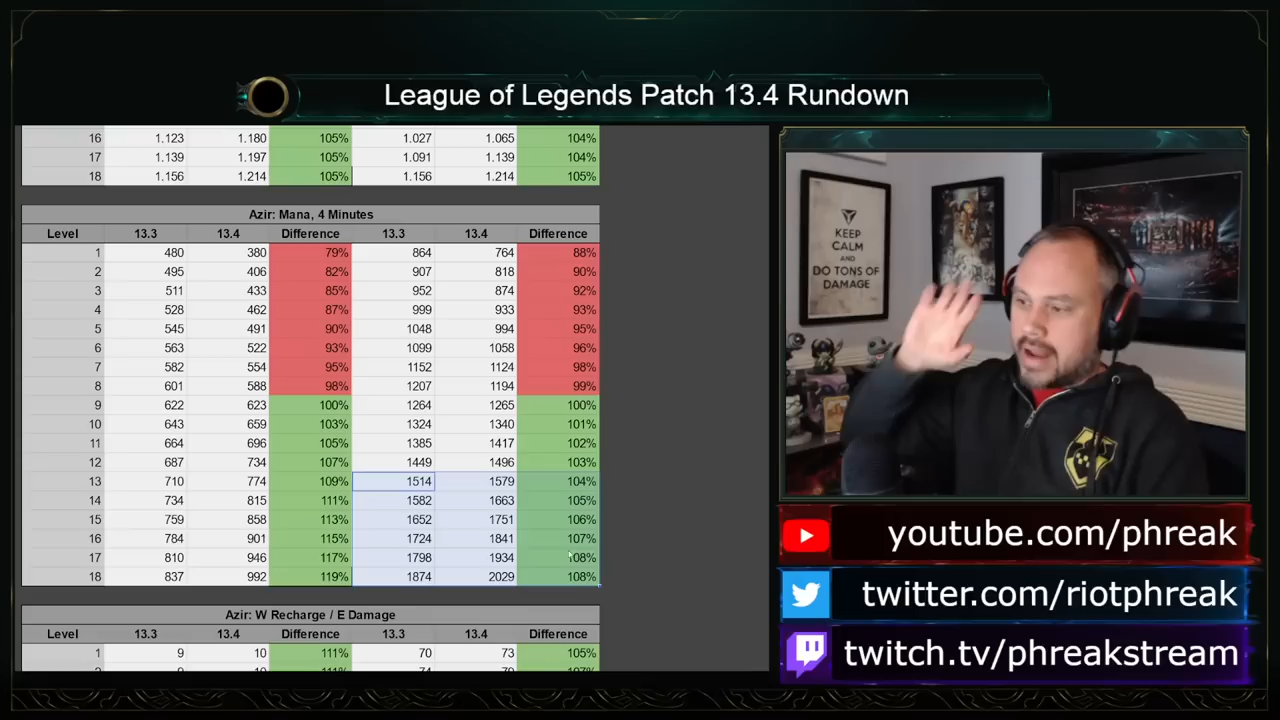 League of Legends Patch 13.4 Rundown
16 1.123 1.180 105% 1.027 1.065 104%
17 1.139 1.197 105% 1.091 1.139 104%
18 1.156 1.214 105% 1.156 1.214 105%
Azir: Mana, 4 Minutes
Level 13.3 13.4 Difference 13.3 13.4 Difference
1 480 380 79% 864 764 88%
2 495 406 82% 907 818 90%
3 511 433 85% 952 874 92%
4 528 462 87% 999 933 93%
5 545 491 90% 1048 994 95%
6 563 522 93% 1099 1058 96%
7 582 554 95% 1152 1124 98%
8 601 588 98% 1207 1194 99%
9 622 623 100% 1264 1265 100%
10 643 659 103% 1324 1340 101%
11 664 696 105% 1385 1417 102%
12 687 734 107% 1449 1496 103%
13 710 774 109% 1514 1579 104%
14 734 815 111% 1582 1663 105%
15 759 858 113% 1652 1751 106%
16 784 901 115% 1724 1841 107%
17 810 946 117% 1798 1934 108%
18 837 992 119% 1874 2029 108%
Azir: W Recharge / E Damage
Level 13.3 13.4 Difference 13.3 13.4 Difference
1 9 10 111% 70 73 105%
KEEP
CALM
AND
DO TONS OF
DAMAGE
youtube.com/phreak
twitter.com/riotphreak
twitch.tv/phreakstream